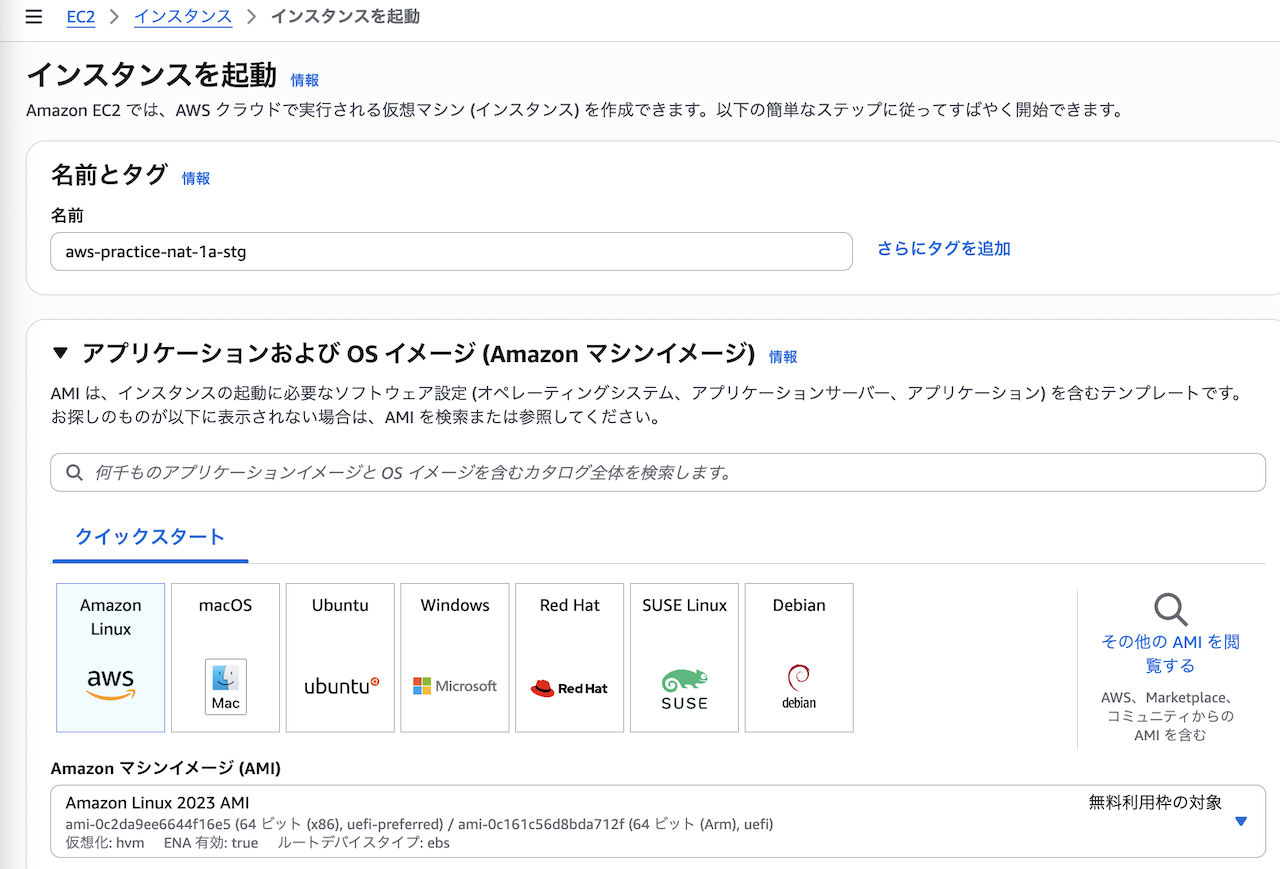 EC2 > インスタンス > インスタンスを起動
インスタンスを起動 情報
Amazon EC2 では、AWS クラウドで実行される仮想マシン (インスタンス) を作成できます。以下の簡単なステップに従ってすばやく開始できます。
名前とタグ 情報
名前
aws-practice-nat-1a-stg
さらにタグを追加
アプリケーションおよび OS イメージ (Amazon マシンイメージ) 情報
AMI は、インスタンスの起動に必要なソフトウェア設定 (オペレーティングシステム、アプリケーションサーバー、アプリケーション) を含むテンプレートです。
お探しのものが以下に表示されない場合は、AMI を検索または参照してください。
何千ものアプリケーションイメージと OS イメージを含むカタログ全体を検索します。
クイックスタート
Amazon
Linux
aws
macOS
Mac
Ubuntu
ubuntu
Windows
Microsoft
Red Hat
Red Hat
SUSE Linux
SUSE
Debian
debian
その他の AMI を閲
覧する
AWS、Marketplace、
コミュニティからの
AMI を含む
Amazon マシンイメージ (AMI)
Amazon Linux 2023 AMI
無料利用枠の対象
ami-0c2da9ee6644f16e5 (64 ビット (x86), uefi-preferred) / ami-0c161c56d8bda712f (64 ビット (Arm), uefi)
仮想化: hvm ENA 有効: true ルートデバイスタイプ: ebs